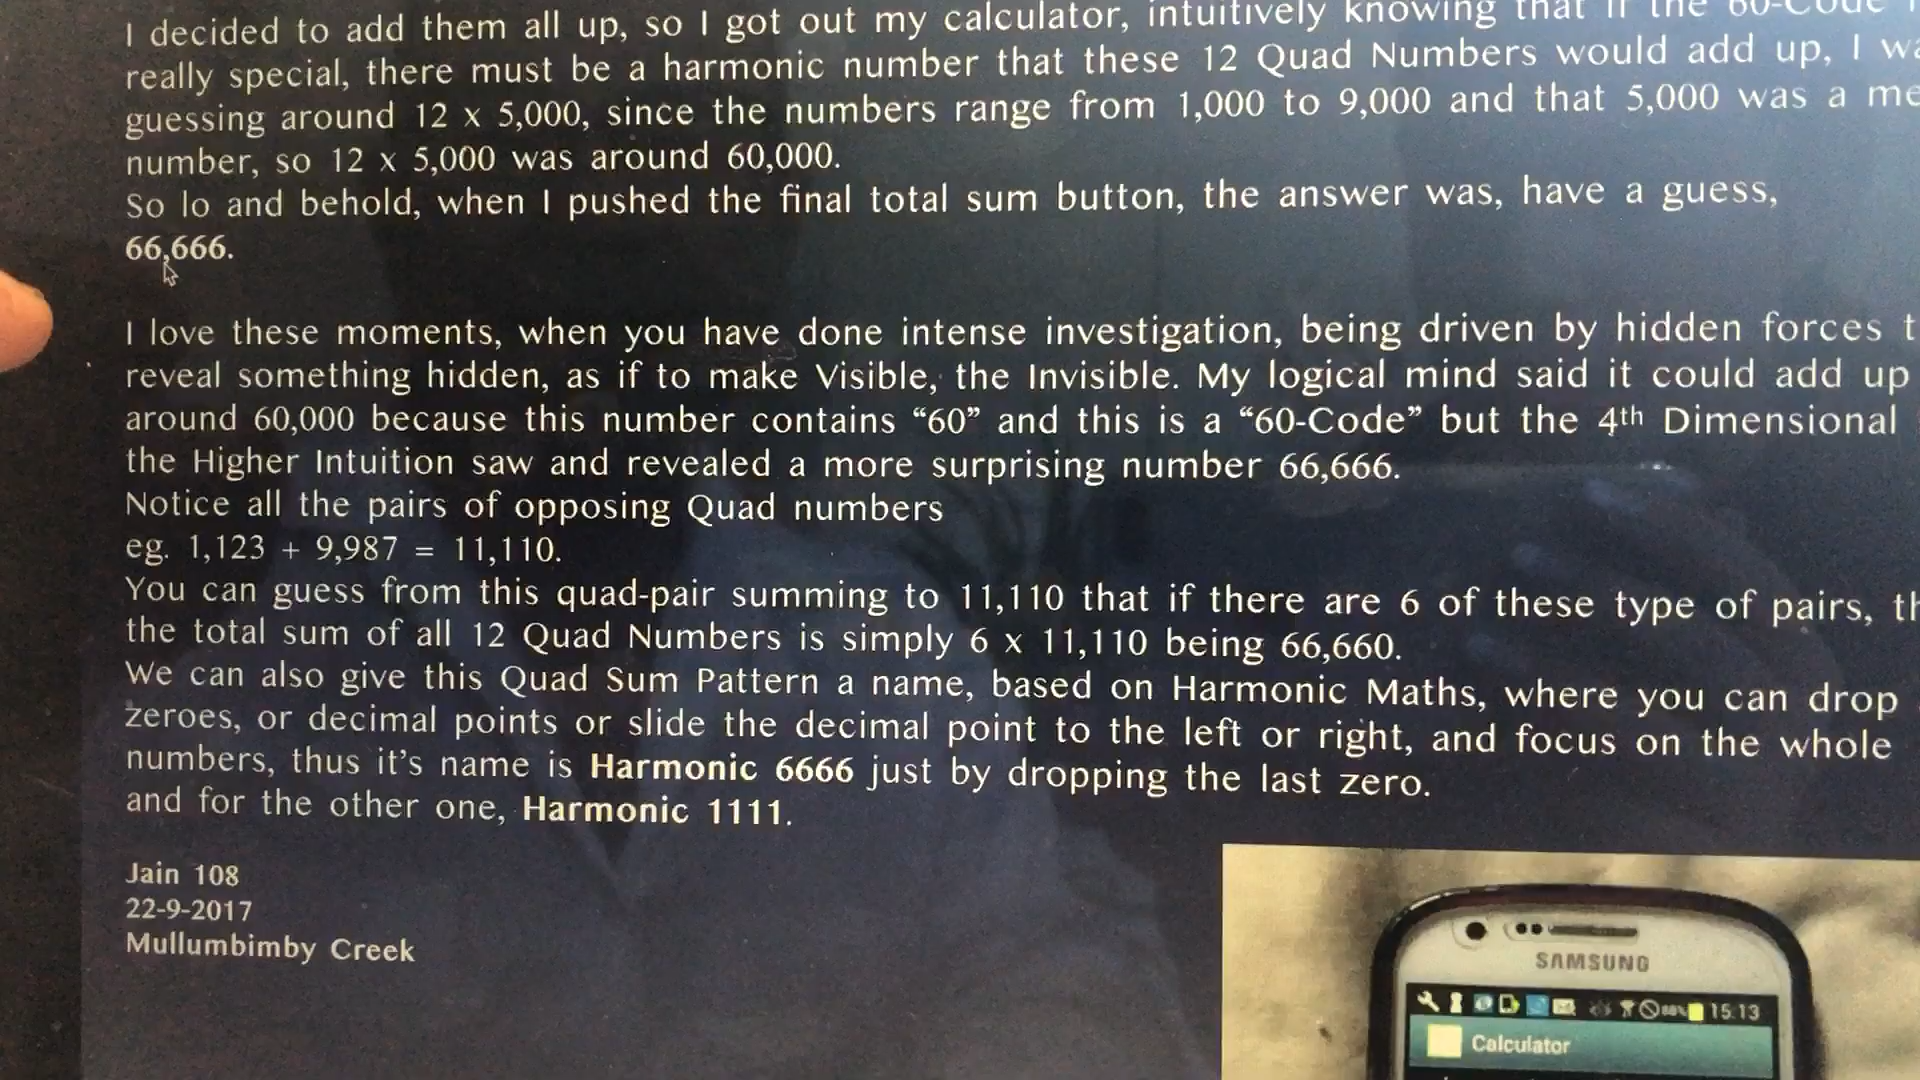 I decided to add them all up, so I got out my calculator, intuitively knowing that if the 60-Code
really special, there must be a harmonic number that these 12 Quad Numbers would add up, I
guessing around 12 x 5,000, since the numbers range from 1,000 to 9,000 and that 5,000 was a
number, so 12 x 5,000 was around 60,000.
So lo and behold, when I pushed the final total sum button, the answer was, have a guess,
66,666.
I love these moments, when you have done intense investigation, being driven by hidden forces
reveal something hidden, as if to make Visible, the Invisible. My logical mind said it could add up
around 60,000 because this number contains “60” and this is a “60-Code” but the 4th Dimensional
the Higher Intuition saw and revealed a more surprising number 66,666.
Notice all the pairs of opposing Quad numbers
eg. 1,123 + 9,987 = 11,110.
You can guess from this quad-pair summing to 11,110 that if there are 6 of these type of pairs,
the total sum of all 12 Quad Numbers is simply 6 x 11,110 being 66,660.
We can also give this Quad Sum Pattern a name, based on Harmonic Maths, where you can drop
zeroes, or decimal points or slide the decimal point to the left or right, and focus on the whole
numbers, thus it’s name is Harmonic 6666 just by dropping the last zero.
and for the other one, Harmonic 1111.
Jain 108
22-9-2017
Mullumbimby Creek
SAMSUNG
15:13
Calculator